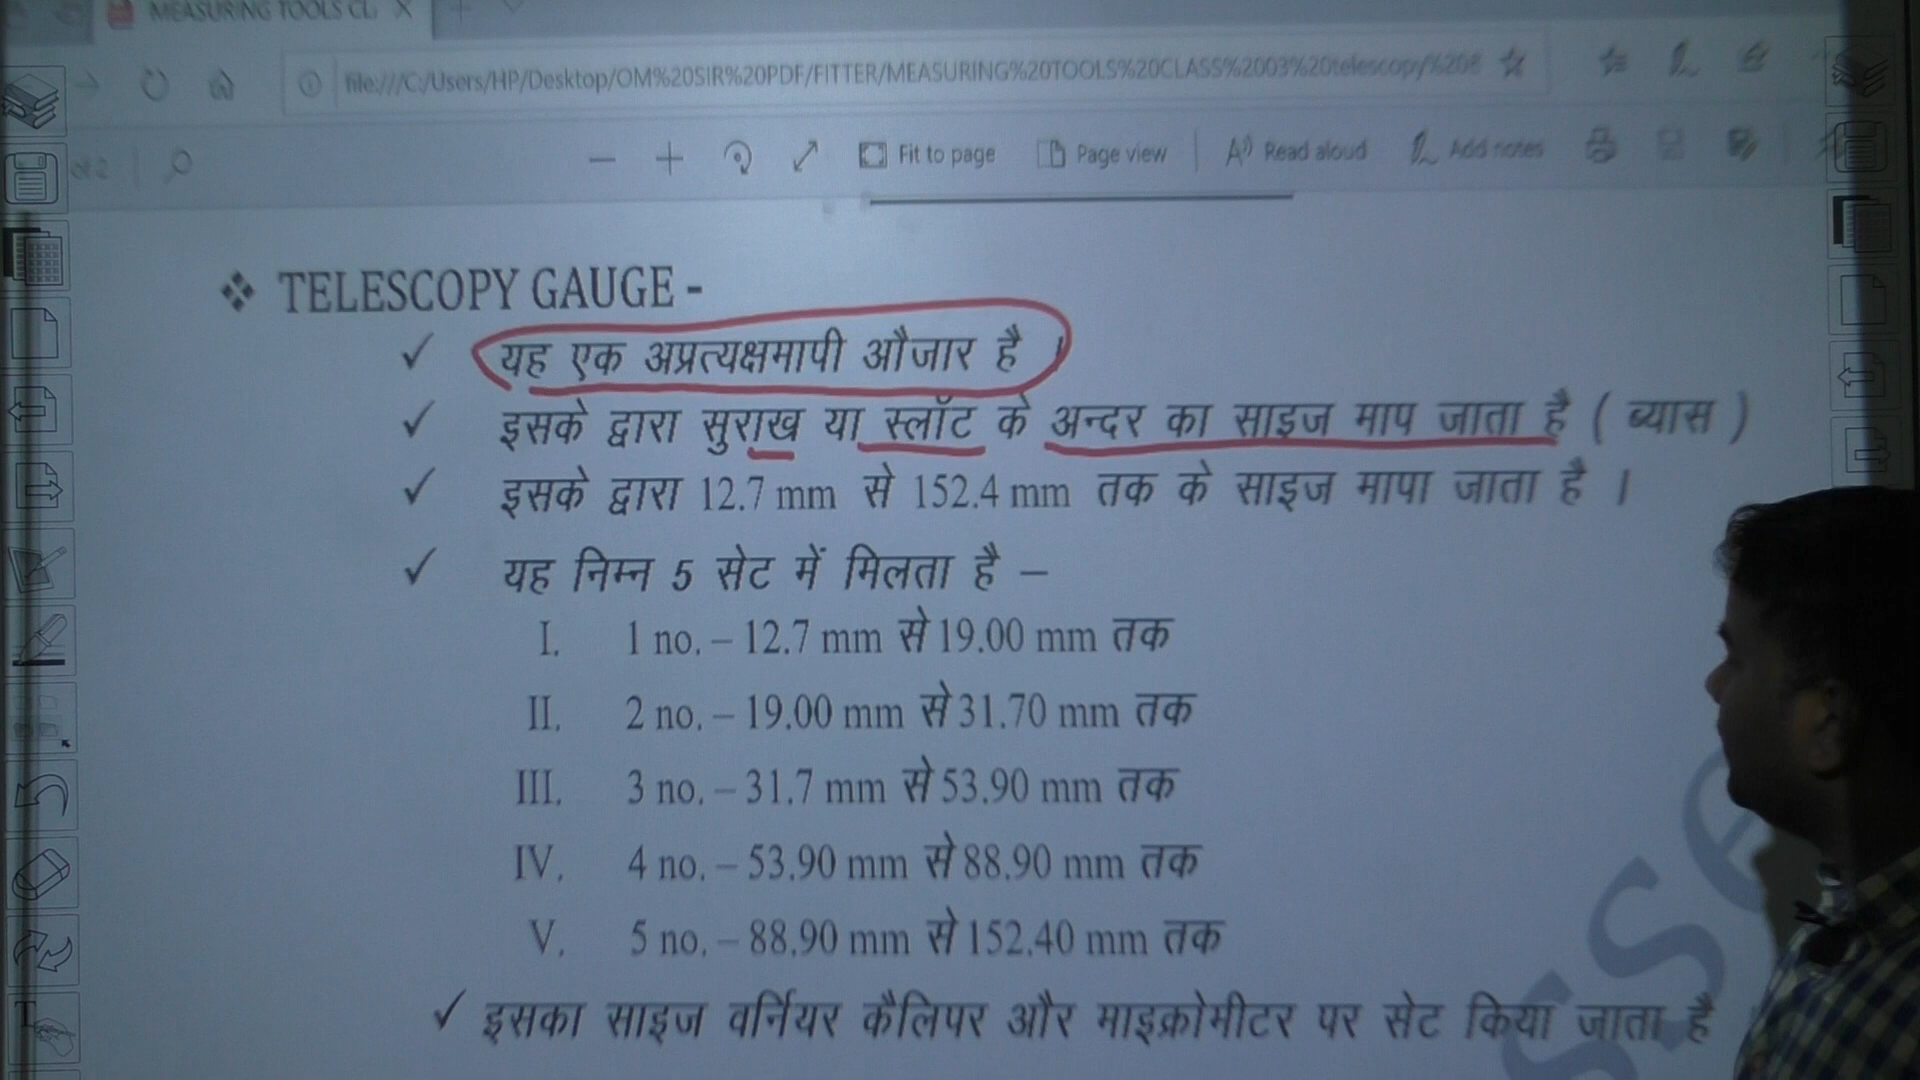 MEASURING TOOLS CL
file:///C:/Users/HP/Desktop/OM%20SIR%20PDF/FITTER/MEASURING%20TOOLS%20CLASS%2003%20telescopy%208
of 2
Fit to page
Page view
Read aloud
Add notes
❖ TELESCOPY GAUGE -
✓ यह एक अप्रत्यक्षमापी औजार है ।
✓ इसके द्वारा सुराख या स्लॉट के अन्दर का साइज माप जाता है ( ब्यास )
✓ इसके द्वारा 12.7 mm से 152.4 mm तक के साइज मापा जाता है ।
✓ यह निम्न 5 सेट में मिलता है –
I. 1 no. – 12.7 mm से 19.00 mm तक
II. 2 no. – 19.00 mm से 31.70 mm तक
III. 3 no. – 31.7 mm से 53.90 mm तक
IV. 4 no. – 53.90 mm से 88.90 mm तक
V. 5 no. – 88.90 mm से 152.40 mm तक
✓ इसका साइज वर्नियर कैलिपर और माइक्रोमीटर पर सेट किया जाता है